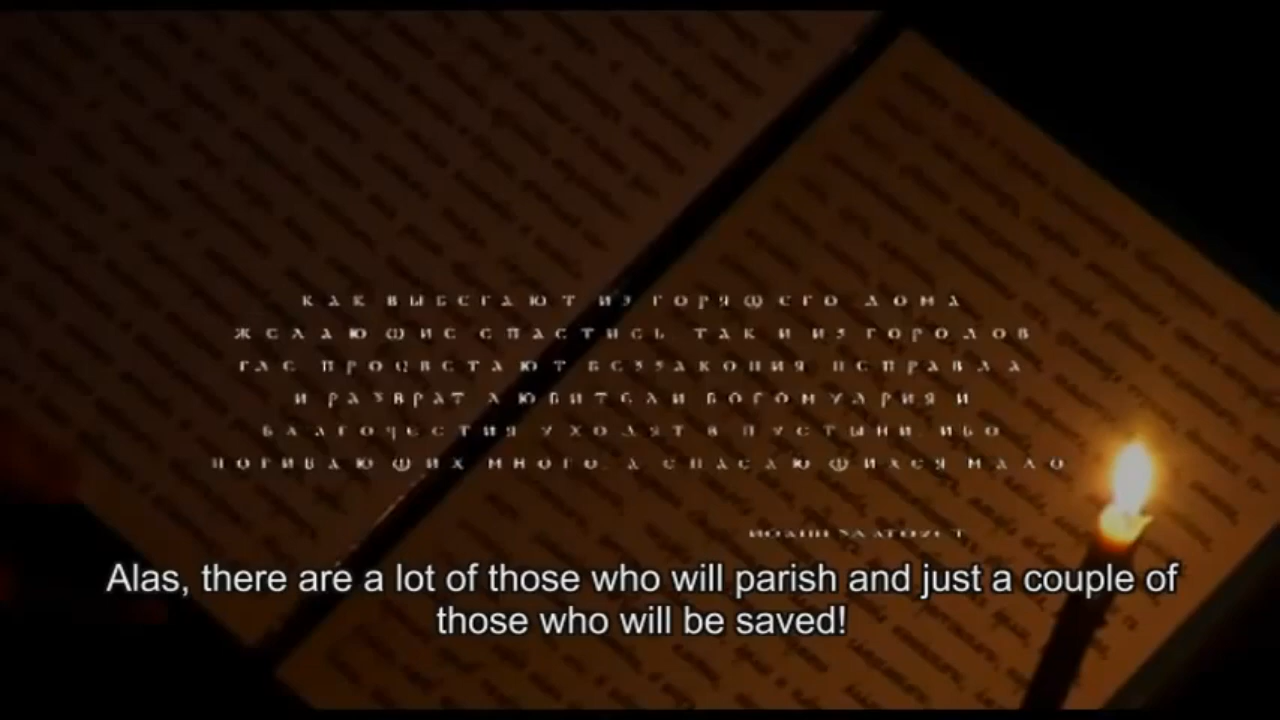 КАК ВЫБЕГАЮТ ИЗ ГОРЯЩЕГО ДОМА
ЖЕЛАЮЩИЕ СПАСТИСЬ ТАК И ИЗ ГОРОДОВ
ГДЕ ПРОЦВЕТАЮТ БЕЗЗАКОНИЯ НЕПРАВДА
И РАЗВРАТ ЛЮБИТЕЛИ БОГОМУДРИЯ И
БЛАГОЧЕСТИЯ УХОДЯТ В ПУСТЫНИ. ИБО
ПОГИБАЮЩИХ МНОГО, А СПАСАЮЩИХСЯ МАЛО
ИОАНН ЗЛАТОУСТ
Alas, there are a lot of those who will parish and just a couple of
those who will be saved!